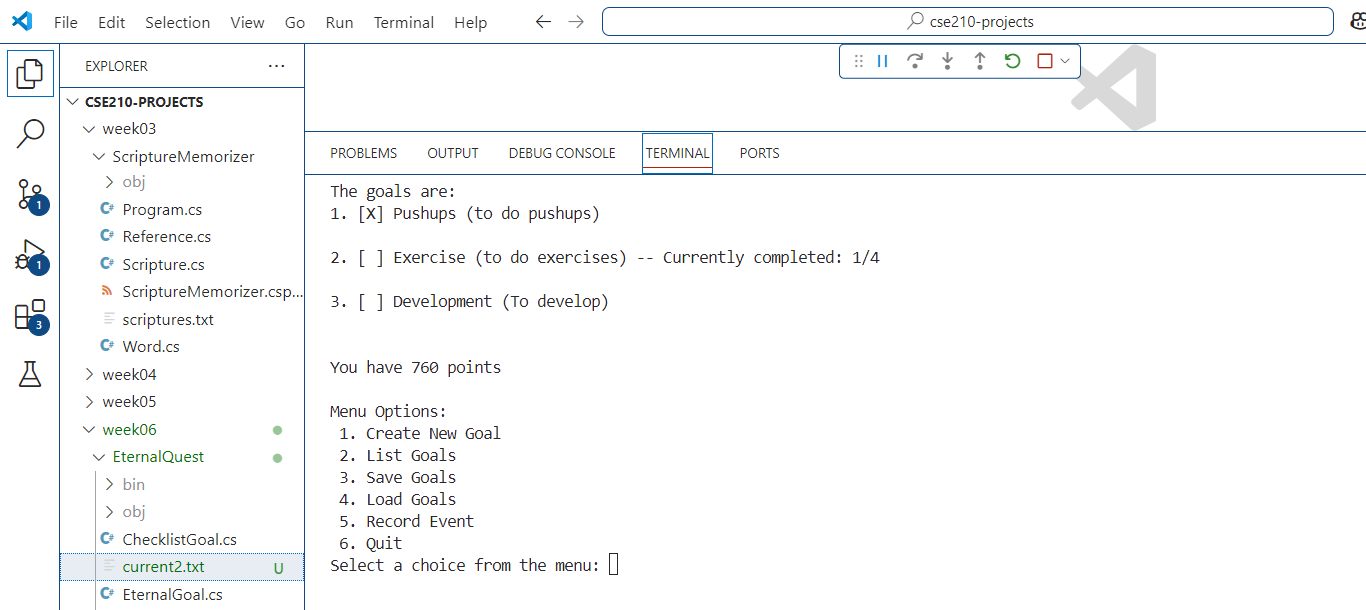 File Edit Selection View Go Run Terminal Help
cse210-projects
EXPLORER ...
CSE210-PROJECTS
week03
ScriptureMemorizer
obj
C# Program.cs
C# Reference.cs
C# Scripture.cs
ScriptureMemorizer.csp...
scriptures.txt
C# Word.cs
week04
week05
week06
EternalQuest
bin
obj
C# ChecklistGoal.cs
current2.txt U
C# EternalGoal.cs
1
1
3
PROBLEMS OUTPUT DEBUG CONSOLE TERMINAL PORTS
The goals are:
1. [X] Pushups (to do pushups)
2. [ ] Exercise (to do exercises) -- Currently completed: 1/4
3. [ ] Development (To develop)
You have 760 points
Menu Options:
1. Create New Goal
2. List Goals
3. Save Goals
4. Load Goals
5. Record Event
6. Quit
Select a choice from the menu: